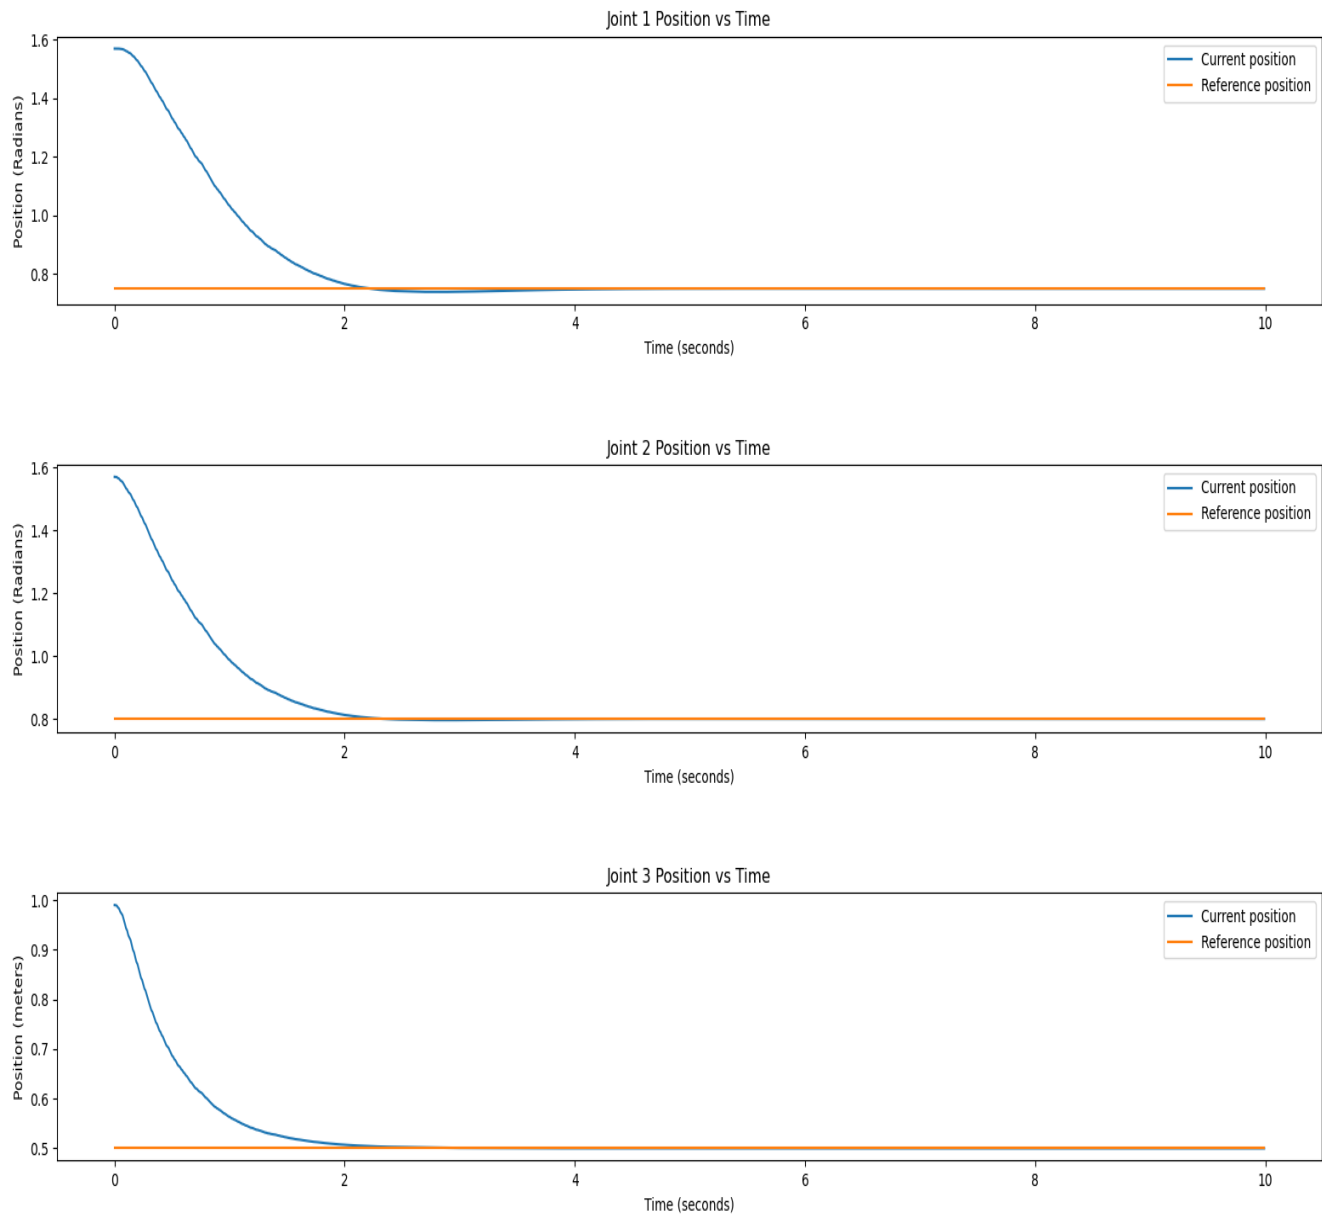 Joint 1 Position vs Time
1.6
1.4
1.2
1.0
0.8
Position (Radians)
Current position
Reference position
0 2 4 6 8 10
Time (seconds)
Joint 2 Position vs Time
1.6
1.4
1.2
1.0
0.8
Position (Radians)
Current position
Reference position
0 2 4 6 8 10
Time (seconds)
Joint 3 Position vs Time
1.0
0.9
0.8
0.7
0.6
0.5
Position (meters)
Current position
Reference position
0 2 4 6 8 10
Time (seconds)